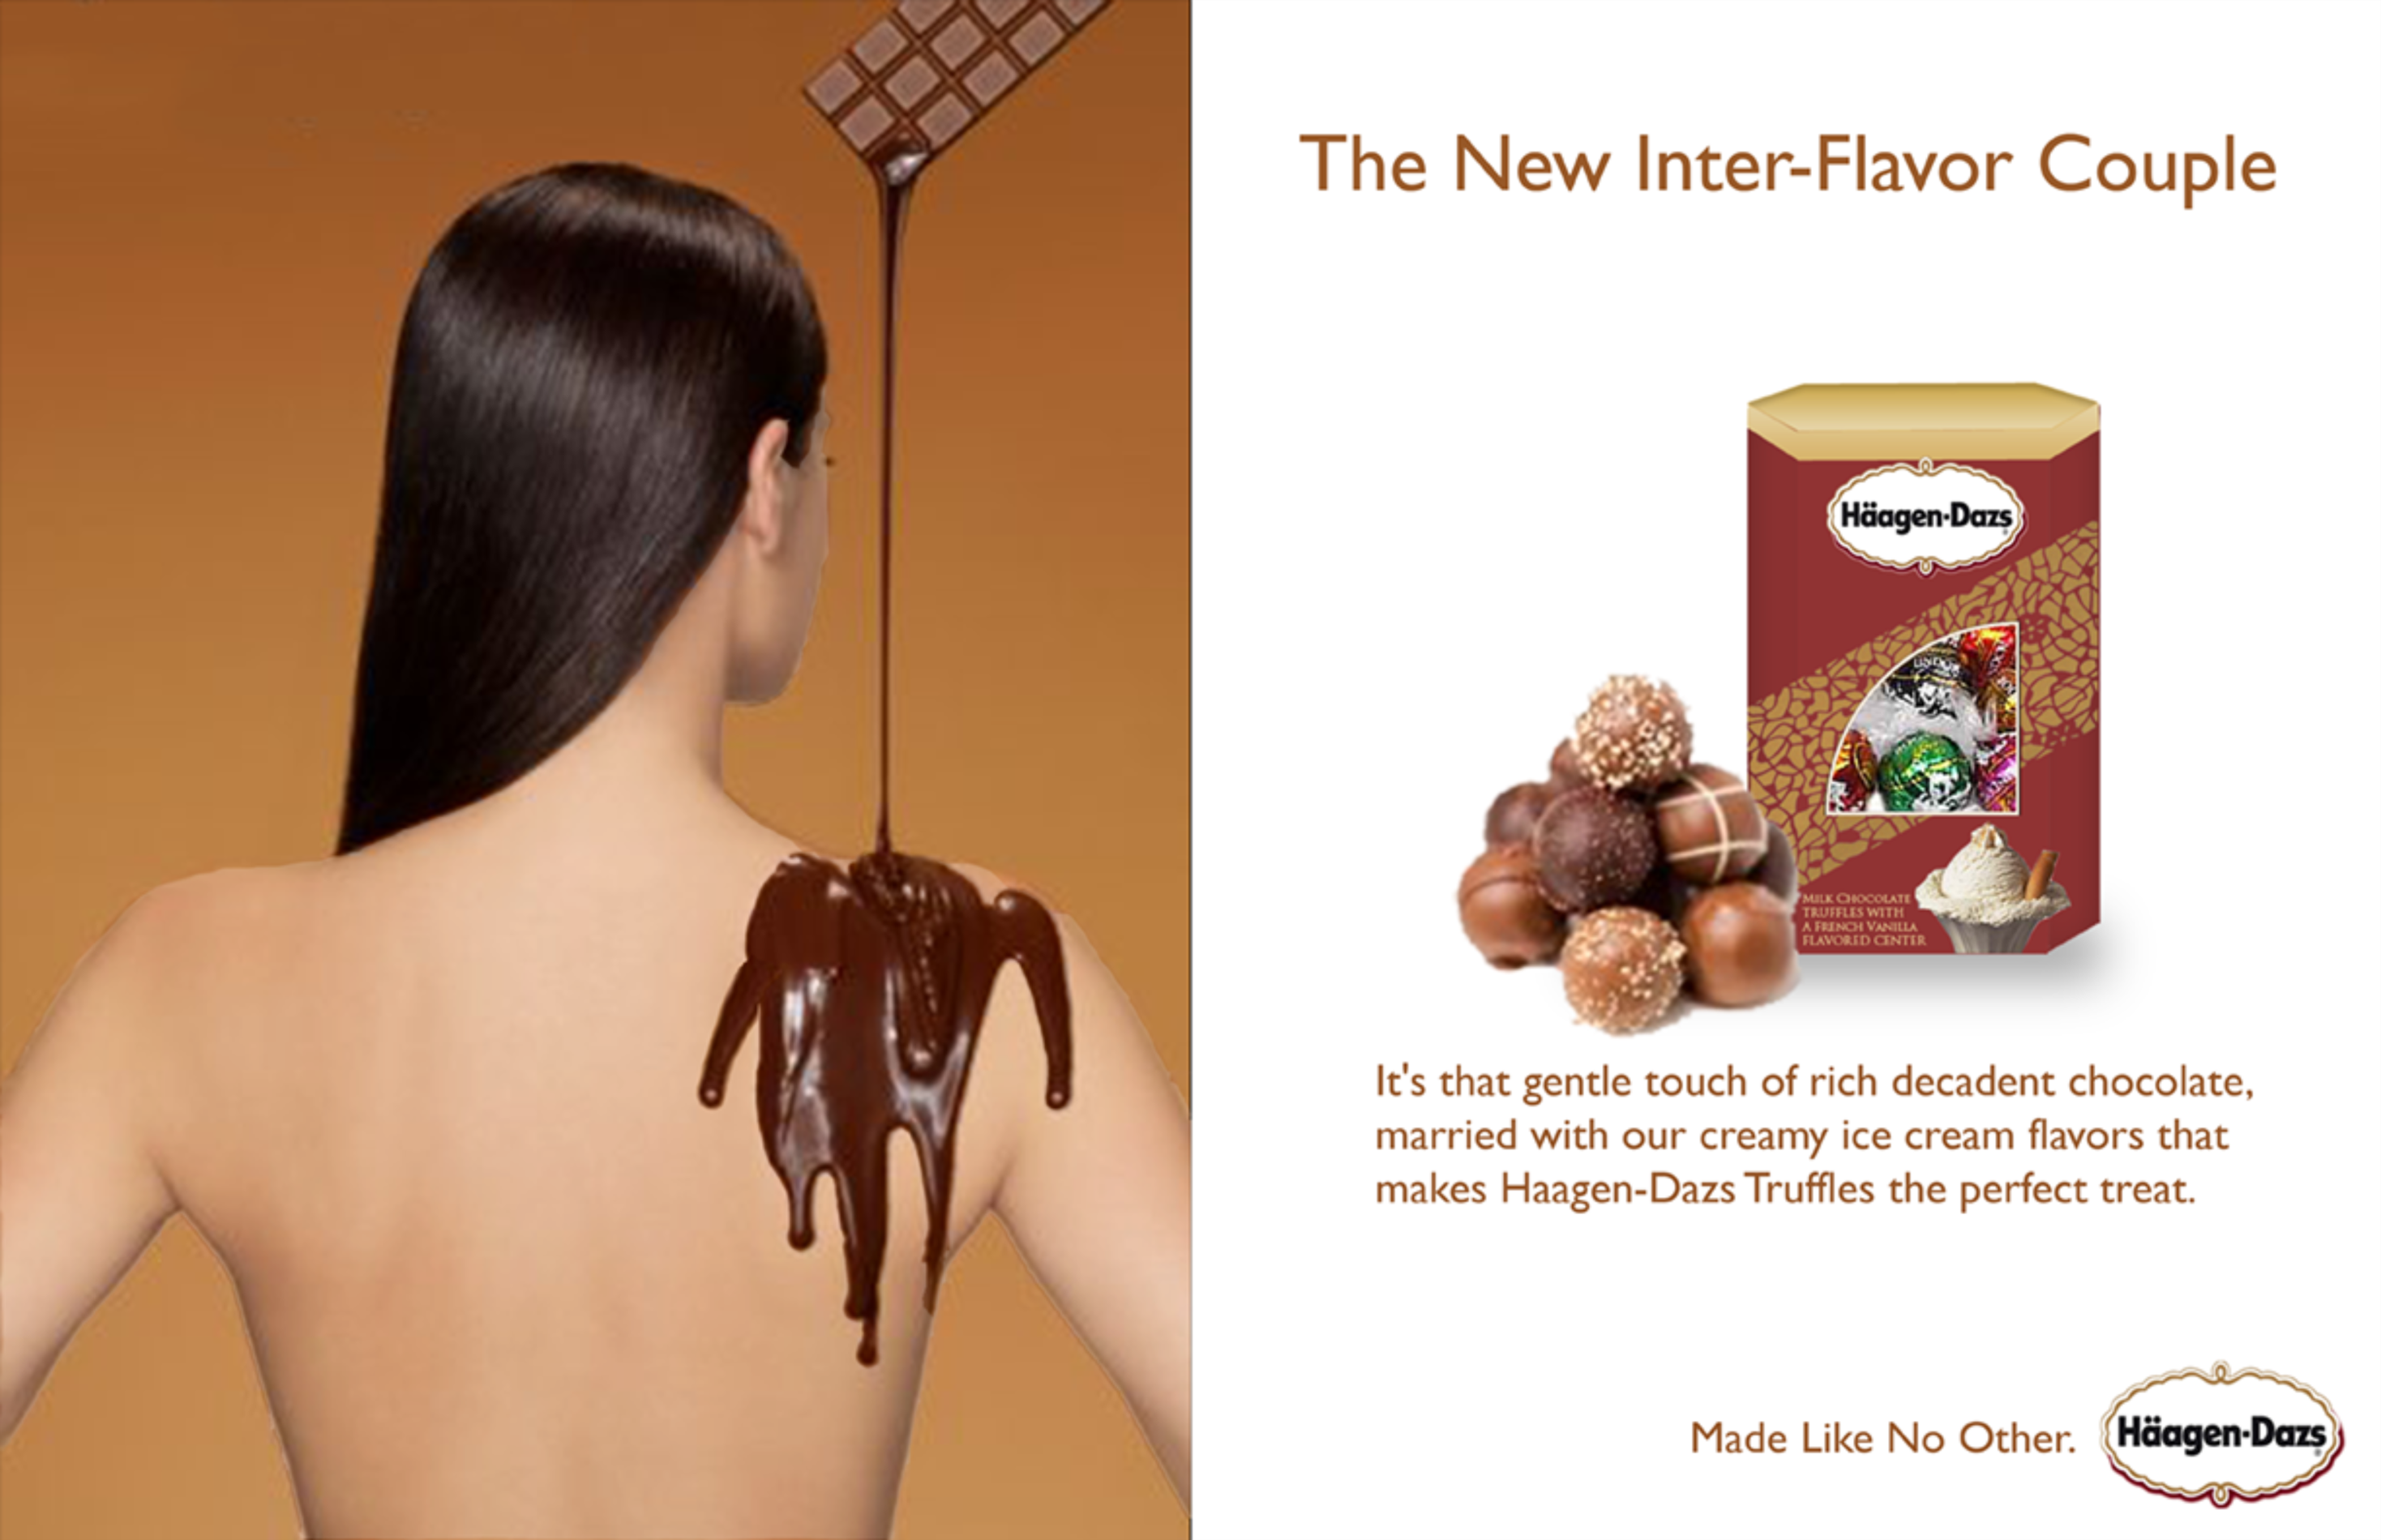 The New Inter-Flavor Couple
Häagen-Dazs
MILK CHOCOLATE
TRUFFLES WITH
A FRENCH VANILLA
FLAVORED CENTER
It's that gentle touch of rich decadent chocolate,
married with our creamy ice cream flavors that
makes Haagen-Dazs Truffles the perfect treat.
Made Like No Other.
Häagen-Dazs